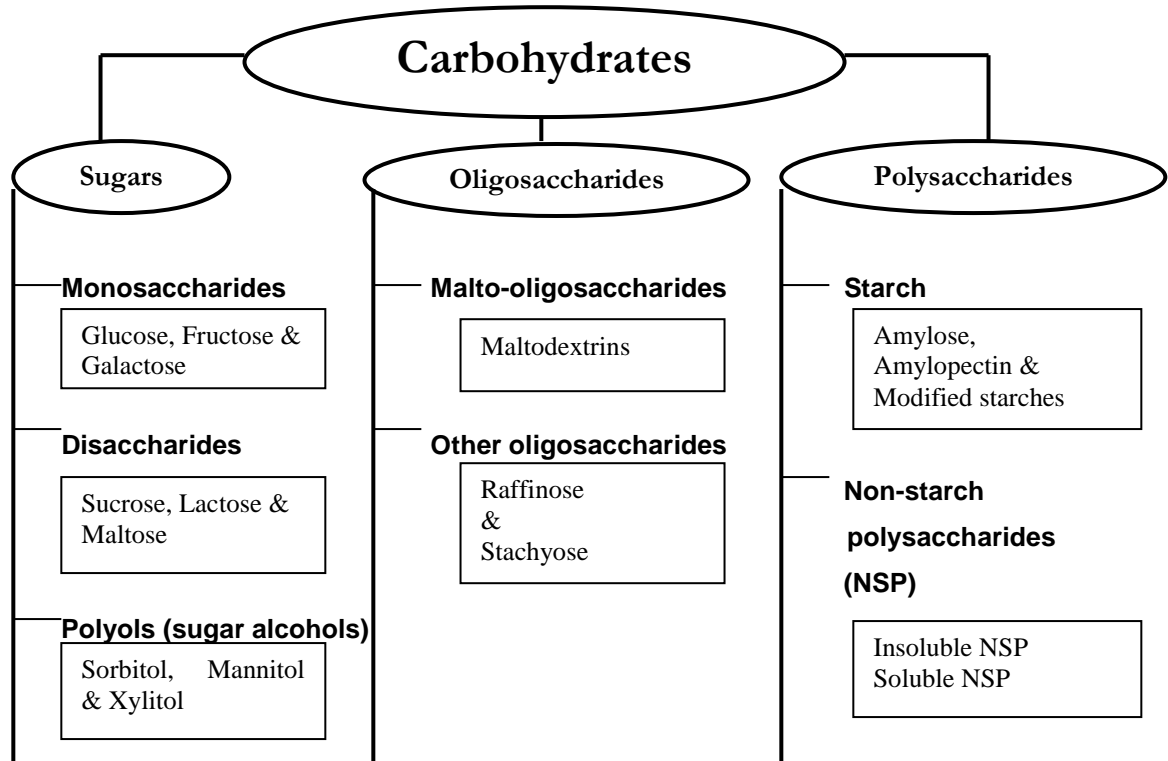 Carbohydrates
Sugars
Monosaccharides
Glucose, Fructose &
Galactose
Disaccharides
Sucrose, Lactose &
Maltose
Polyols (sugar alcohols)
Sorbitol, Mannitol
& Xylitol
Oligosaccharides
Malto-oligosaccharides
Maltodextrins
Other oligosaccharides
Raffinose
&
Stachyose
Polysaccharides
Starch
Amylose,
Amylopectin &
Modified starches
Non-starch
polysaccharides
(NSP)
Insoluble NSP
Soluble NSP